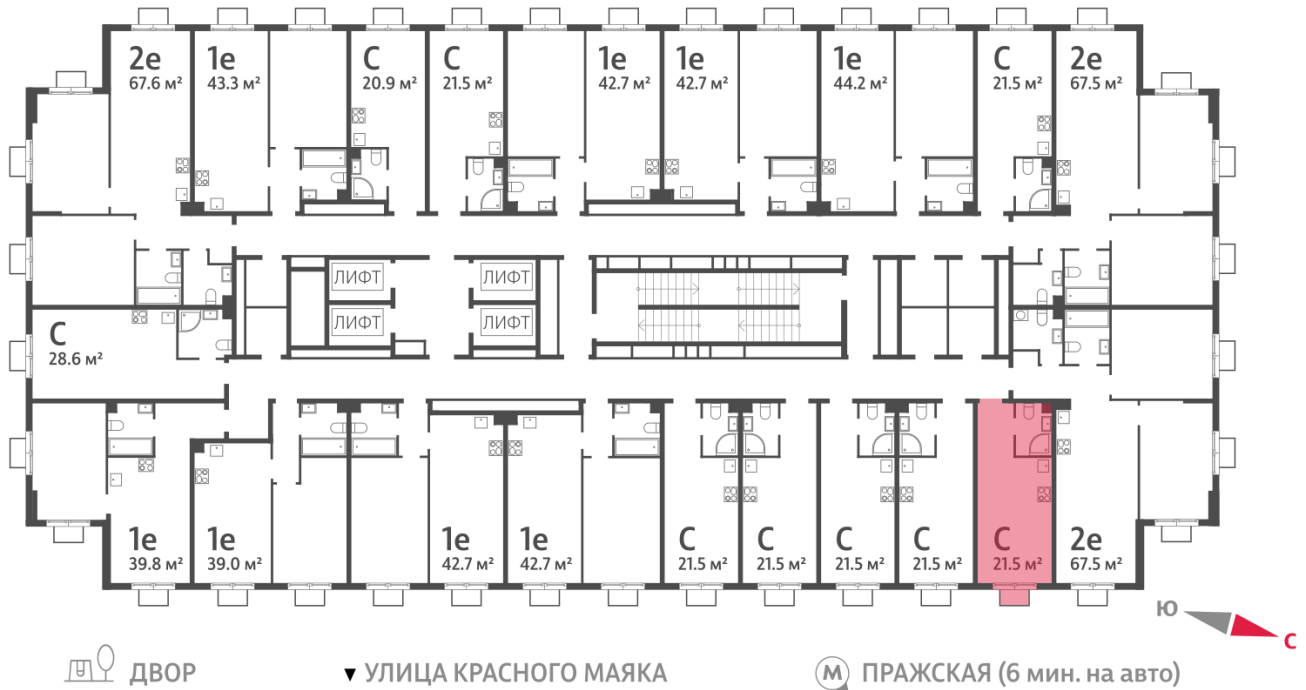 2е
67.6 м²
1е
43.3 м²
С
20.9 м²
С
21.5 м²
1е
42.7 м²
1е
42.7 м²
1е
44.2 м²
С
21.5 м²
2е
67.5 м²
ЛИФТ
ЛИФТ
ЛИФТ
ЛИФТ
С
28.6 м²
1е
39.8 м²
1е
39.0 м²
1е
42.7 м²
1е
42.7 м²
С
21.5 м²
С
21.5 м²
С
21.5 м²
С
21.5 м²
С
21.5 м²
2е
67.5 м²
Ю
С
ДВОР
УЛИЦА КРАСНОГО МАЯКА
М ПРАЖСКАЯ (6 мин. на авто)